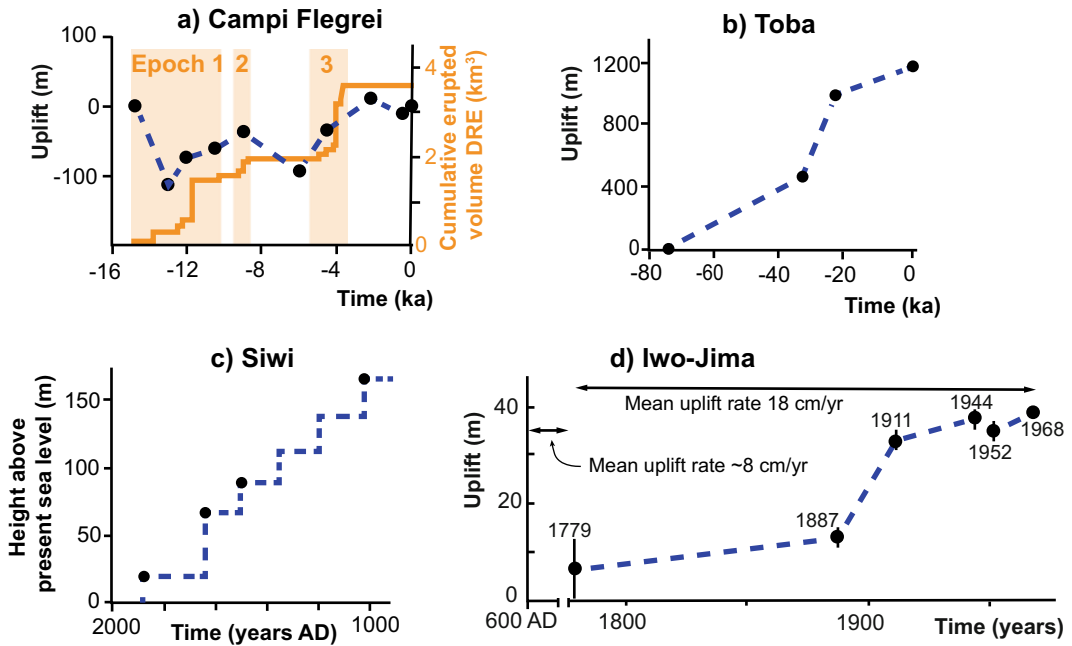 a) Campi Flegrei
Uplift (m)
100
0
-100
Epoch 1
2
3
4
2
0
Cumulative erupted
volume DRE (km³)
-16
-12
-8
-4
0
Time (ka)
b) Toba
Uplift (m)
1200
800
400
0
-80
-60
-40
-20
0
Time (ka)
c) Siwi
Height above
present sea level (m)
150
100
50
0
2000
Time (years AD)
1000
d) Iwo-Jima
Uplift (m)
40
20
0
Mean uplift rate 18 cm/yr
Mean uplift rate ~8 cm/yr
1779
1887
1911
1944
1952
1968
600 AD
1800
1900
Time (years)